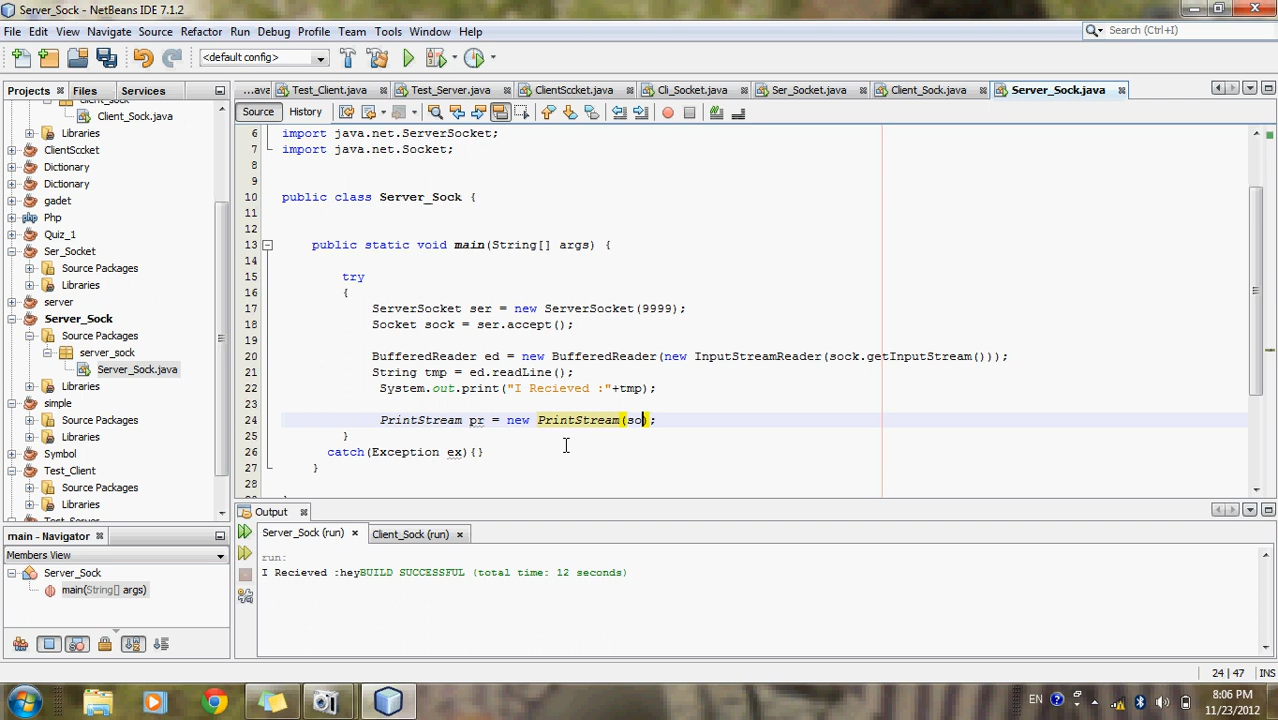 Server_Sock - NetBeans IDE 7.1.2
File Edit View Navigate Source Refactor Run Debug Profile Team Tools Window Help
Search (Ctrl+I)
<default config>
Projects Files Services
...ava Test_Client.java Test_Server.java ClientSccket.java Cli_Socket.java Ser_Socket.java Client_Sock.java Server_Sock.java
Source History
client_sock
Client_Sock.java
Libraries
ClientSccket
Dictionary
Dictionary
gadet
Php
Quiz_1
Ser_Socket
Source Packages
Libraries
server
Server_Sock
Source Packages
server_sock
Server_Sock.java
Libraries
simple
Source Packages
Libraries
Symbol
Test_Client
Source Packages
Libraries
Test_Server
6 import java.net.ServerSocket;
7 import java.net.Socket;
8
9
10 public class Server_Sock {
11
12
13 public static void main(String[] args) {
14
15 try
16 {
17 ServerSocket ser = new ServerSocket(9999);
18 Socket sock = ser.accept();
19
20 BufferedReader ed = new BufferedReader(new InputStreamReader(sock.getInputStream()));
21 String tmp = ed.readLine();
22 System.out.print("I Recieved :"+tmp);
23
24 PrintStream pr = new PrintStream(so);
25 }
26 catch(Exception ex){}
27 }
28
29 }
main - Navigator
Members View
Server_Sock
main(String[] args)
Output
Server_Sock (run) Client_Sock (run)
run:
I Recieved :heyBUILD SUCCESSFUL (total time: 12 seconds)
24 | 47
EN
8:06 PM
11/23/2012